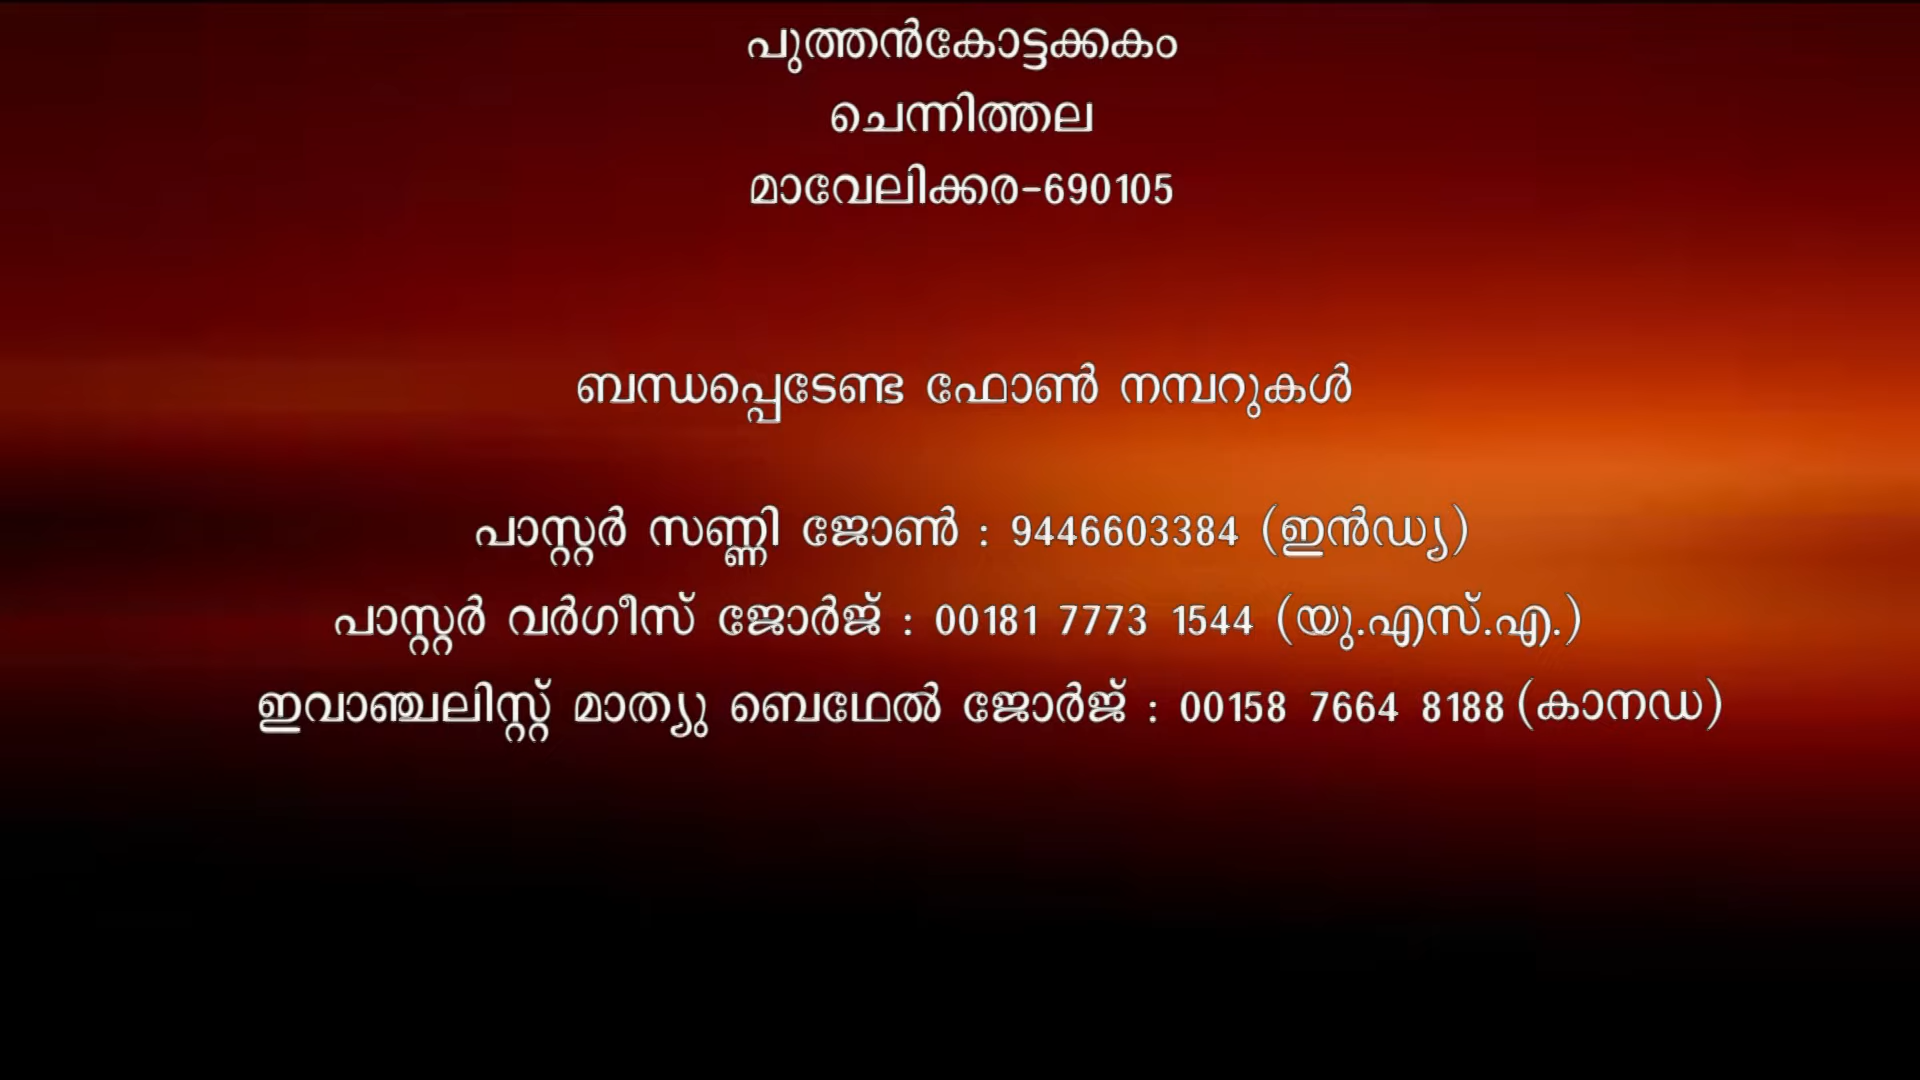 പുത്തൻകോട്ടക്കകം
ചെന്നിത്തല
മാവേലിക്കര-690105
ബന്ധപ്പെടേണ്ട ഫോൺ നമ്പറുകൾ
പാസ്റ്റർ സണ്ണി ജോൺ : 9446603384 (ഇൻഡ്യ)
പാസ്റ്റർ വർഗീസ് ജോർജ് : 00181 7773 1544 (യു.എസ്.എ.)
ഇവാഞ്ചലിസ്റ്റ് മാത്യു ബെഥേൽ ജോർജ് : 00158 7664 8188 (കാനഡ)